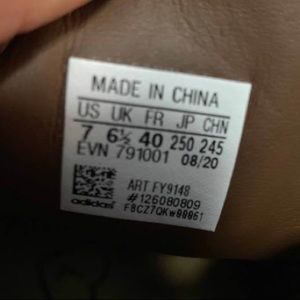 MADE IN CHINA
US UK FR JP CHN
7 6½ 40 250 245
EVN 791001 08/20
ART FY9148
#126080809
adidas F8CZ7QKw00061